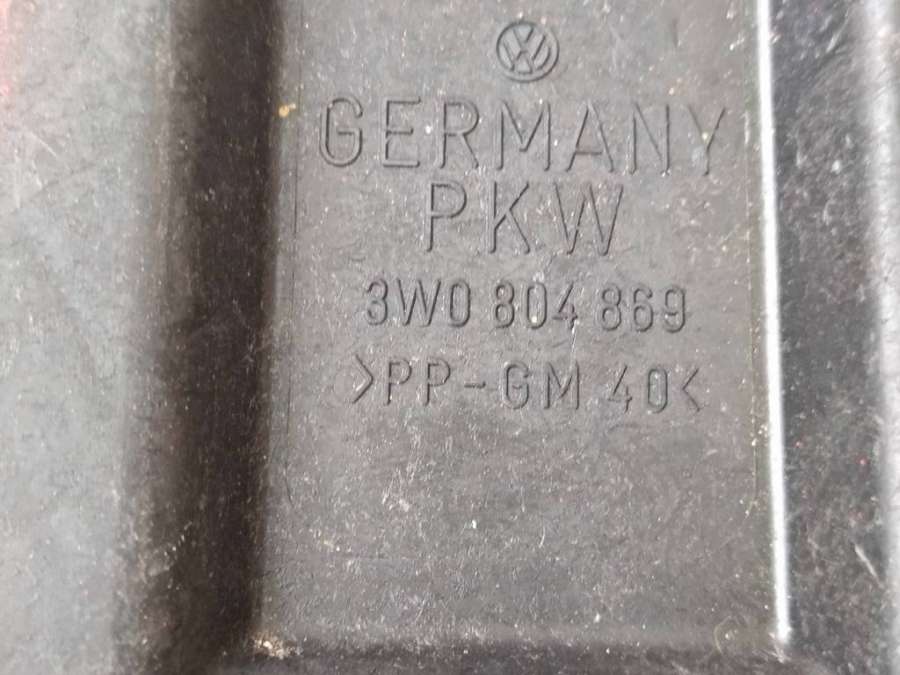 GERMANY
PKW
3W0 804 869
>PP-GM 40<